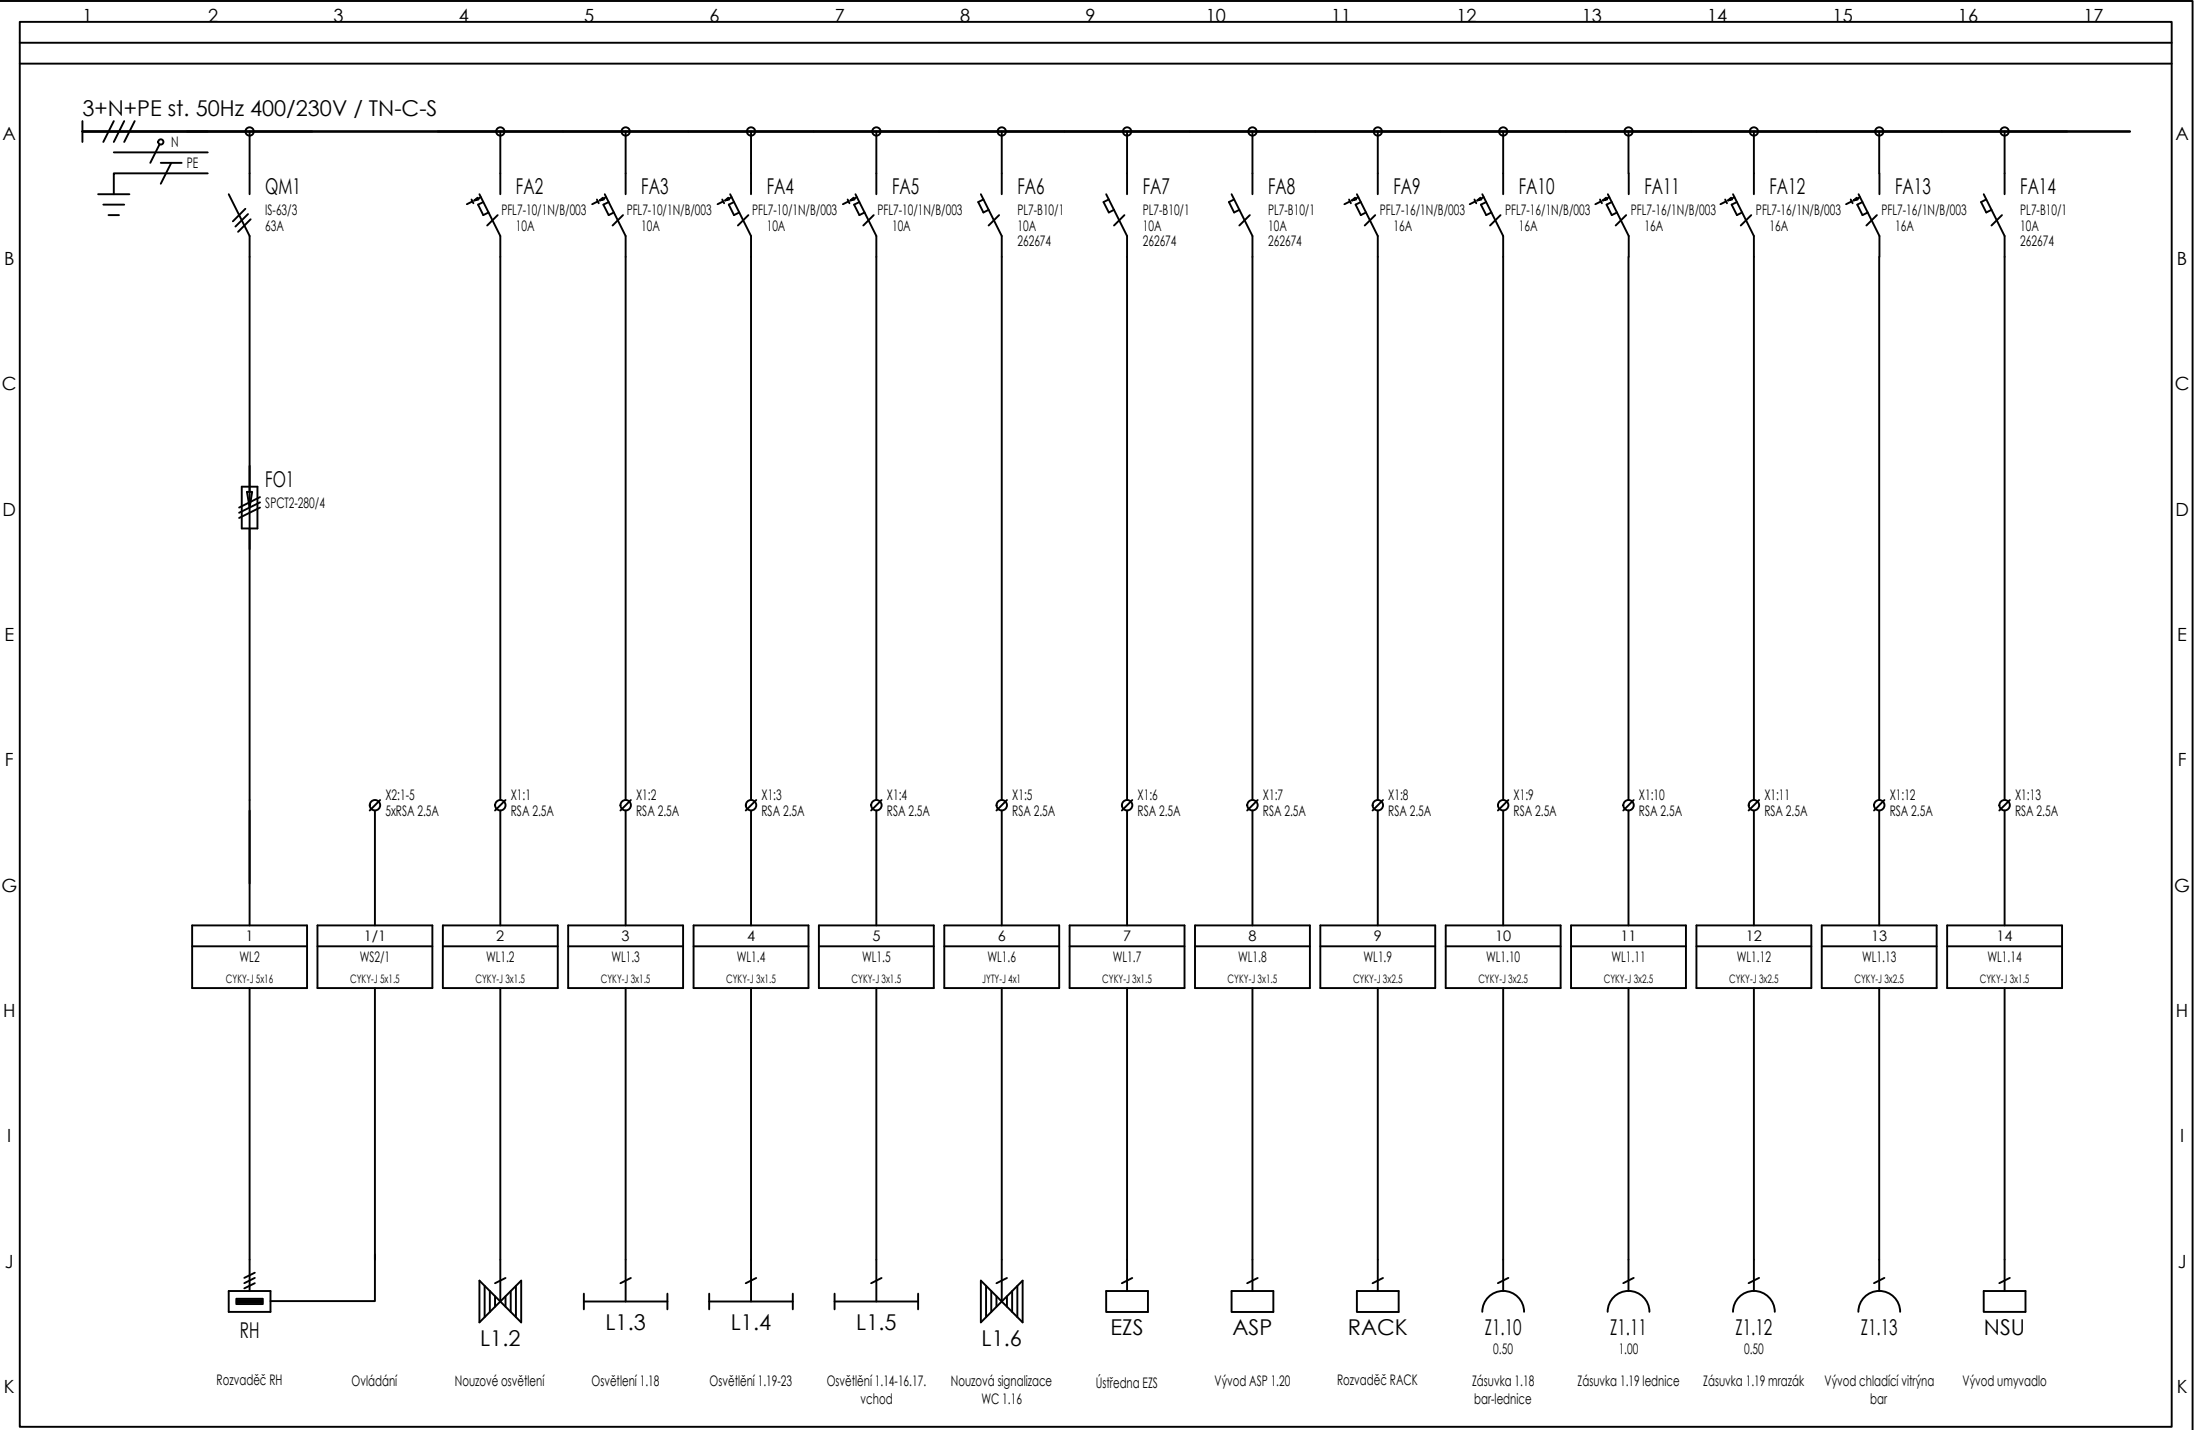 1 2 3 4 5 6 7 8 9 10 11 12 13 14 15 16 17
3+N+PE st. 50Hz 400/230V / TN-C-S
A A
N
PE
QM1 FA2 FA3 FA4 FA5 FA6 FA7 FA8 FA9 FA10 FA11 FA12 FA13 FA14
IS-63/3 PFL7-10/1N/B/003 PFL7-10/1N/B/003 PFL7-10/1N/B/003 PFL7-10/1N/B/003 PL7-B10/1 PL7-B10/1 PL7-B10/1 PFL7-16/1N/B/003 PFL7-16/1N/B/003 PFL7-16/1N/B/003 PFL7-16/1N/B/003 PFL7-16/1N/B/003 PL7-B10/1
63A 10A 10A 10A 10A 10A 10A 10A 16A 16A 16A 16A 16A 10A
262674 262674 262674 262674
B B
C C
FO1
SPCT2-280/4
D D
E E
F F
X2:1-5 X1:1 X1:2 X1:3 X1:4 X1:5 X1:6 X1:7 X1:8 X1:9 X1:10 X1:11 X1:12 X1:13
5xRSA 2.5A RSA 2.5A RSA 2.5A RSA 2.5A RSA 2.5A RSA 2.5A RSA 2.5A RSA 2.5A RSA 2.5A RSA 2.5A RSA 2.5A RSA 2.5A RSA 2.5A RSA 2.5A
G G
1 1/1 2 3 4 5 6 7 8 9 10 11 12 13 14
WL2 WS2/1 WL1.2 WL1.3 WL1.4 WL1.5 WL1.6 WL1.7 WL1.8 WL1.9 WL1.10 WL1.11 WL1.12 WL1.13 WL1.14
CYKY-J 5x16 CYKY-J 5x1.5 CYKY-J 3x1.5 CYKY-J 3x1.5 CYKY-J 3x1.5 CYKY-J 3x1.5 JYTY-J 4x1 CYKY-J 3x1.5 CYKY-J 3x1.5 CYKY-J 3x2.5 CYKY-J 3x2.5 CYKY-J 3x2.5 CYKY-J 3x2.5 CYKY-J 3x2.5 CYKY-J 3x1.5
H H
I I
J J
RH L1.2 L1.3 L1.4 L1.5 L1.6 EZS ASP RACK Z1.10 Z1.11 Z1.12 Z1.13 NSU
0.50 1.00 0.50
K Rozvaděč RH Ovládání Nouzové osvětlení Osvětlení 1.18 Osvětlění 1.19-23 Osvětlění 1.14-16.17. Nouzová signalizace Ústředna EZS Vývod ASP 1.20 Rozvaděč RACK Zásuvka 1.18 Zásuvka 1.19 lednice Zásuvka 1.19 mrazák Vývod chladící vitrýna Vývod umyvadlo K
vchod WC 1.16 bar-lednice bar